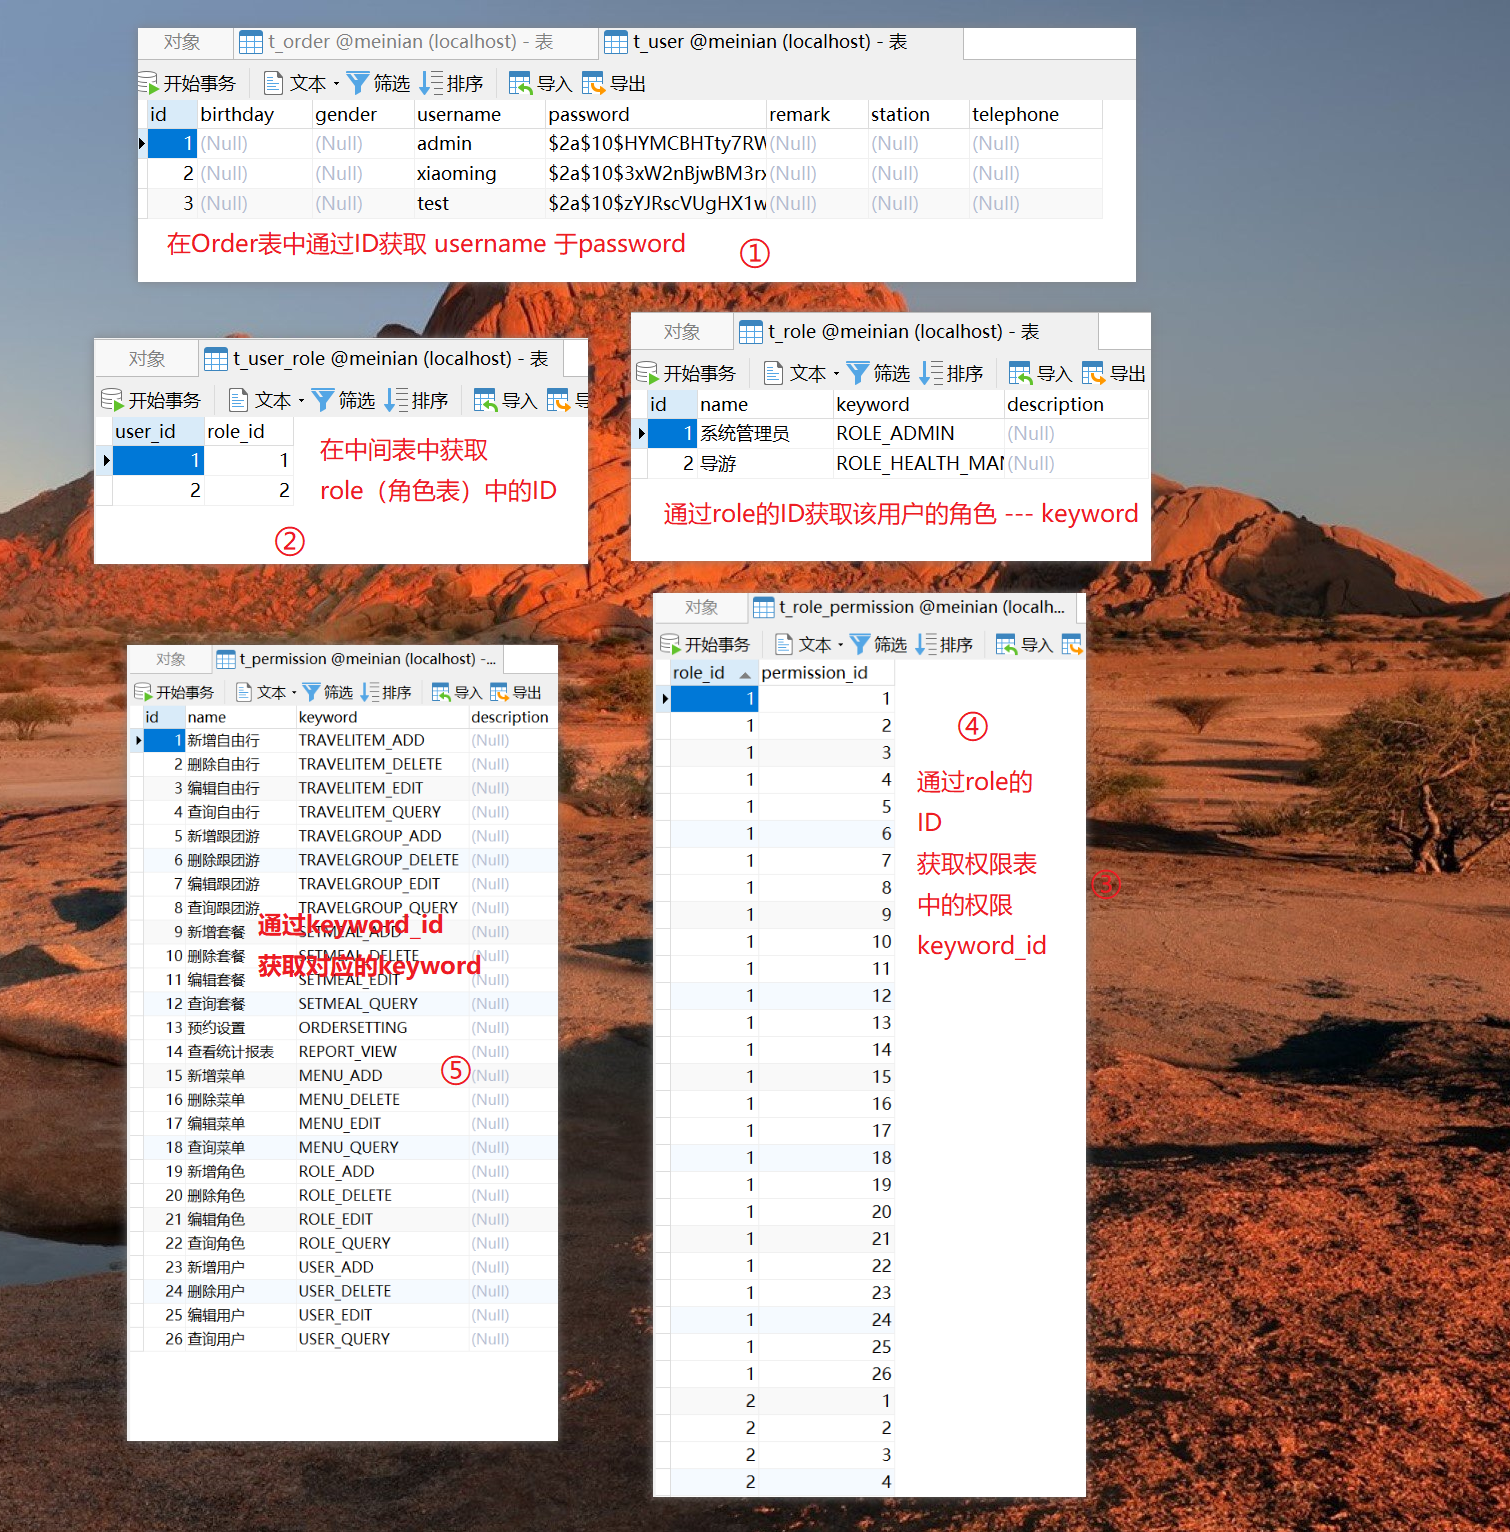 对象 t_order @meinian (localhost) - 表 t_user @meinian (localhost) - 表
开始事务 文本 筛选 排序 导入 导出
id birthday gender username password remark station telephone
1 (Null) (Null) admin $2a$10$HYMCBHTty7RW (Null) (Null) (Null)
2 (Null) (Null) xiaoming $2a$10$3xW2nBjwBM3rx (Null) (Null) (Null)
3 (Null) (Null) test $2a$10$zYJRscVUgHX1w (Null) (Null) (Null)
在Order表中通过ID获取 username 于password ①
对象 t_user_role @meinian (localhost) - 表
开始事务 文本 筛选 排序 导入 导
user_id role_id
1 1
2 2
在中间表中获取
role（角色表）中的ID
②
对象 t_role @meinian (localhost) - 表
开始事务 文本 筛选 排序 导入 导出
id name keyword description
1 系统管理员 ROLE_ADMIN (Null)
2 导游 ROLE_HEALTH_MAN (Null)
通过role的ID获取该用户的角色 --- keyword
③
对象 t_role_permission @meinian (localh...
开始事务 文本 筛选 排序 导入
role_id permission_id
1 1
1 2
1 3
1 4
1 5
1 6
1 7
1 8
1 9
1 10
1 11
1 12
1 13
1 14
1 15
1 16
1 17
1 18
1 19
1 20
1 21
1 22
1 23
1 24
1 25
1 26
2 1
2 2
2 3
2 4
④
通过role的
ID
获取权限表
中的权限
keyword_id
对象 t_permission @meinian (localhost) -...
开始事务 文本 筛选 排序 导入 导出
id name keyword description
1 新增自由行 TRAVELITEM_ADD (Null)
2 删除自由行 TRAVELITEM_DELETE (Null)
3 编辑自由行 TRAVELITEM_EDIT (Null)
4 查询自由行 TRAVELITEM_QUERY (Null)
5 新增跟团游 TRAVELGROUP_ADD (Null)
6 删除跟团游 TRAVELGROUP_DELETE (Null)
7 编辑跟团游 TRAVELGROUP_EDIT (Null)
8 查询跟团游 TRAVELGROUP_QUERY (Null)
9 新增套餐 SETMEAL_ADD (Null)
10 删除套餐 SETMEAL_DELETE (Null)
11 编辑套餐 SETMEAL_EDIT (Null)
12 查询套餐 SETMEAL_QUERY (Null)
13 预约设置 ORDERSETTING (Null)
14 查看统计报表 REPORT_VIEW (Null)
15 新增菜单 MENU_ADD (Null)
16 删除菜单 MENU_DELETE (Null)
17 编辑菜单 MENU_EDIT (Null)
18 查询菜单 MENU_QUERY (Null)
19 新增角色 ROLE_ADD (Null)
20 删除角色 ROLE_DELETE (Null)
21 编辑角色 ROLE_EDIT (Null)
22 查询角色 ROLE_QUERY (Null)
23 新增用户 USER_ADD (Null)
24 删除用户 USER_DELETE (Null)
25 编辑用户 USER_EDIT (Null)
26 查询用户 USER_QUERY (Null)
通过keyword_id
获取对应的keyword
⑤